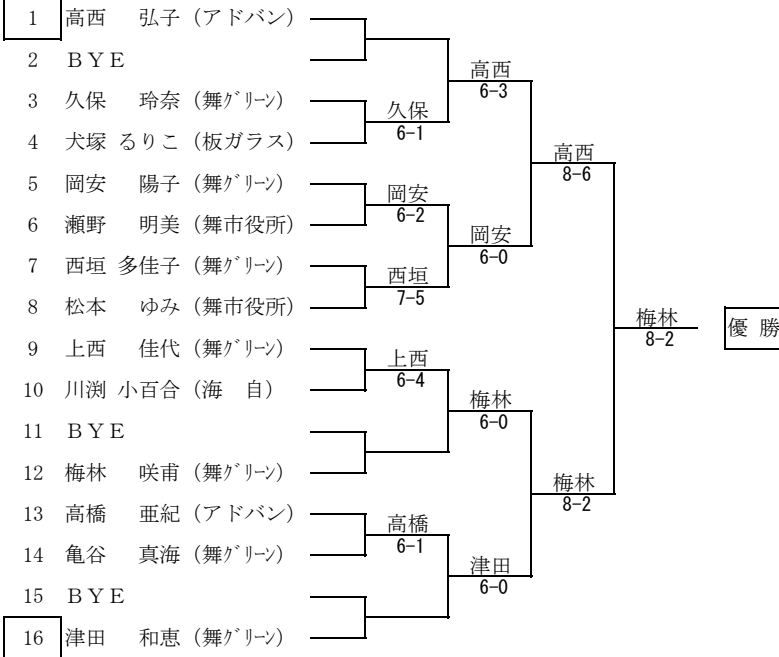 1 高西 弘子 (アドバン)
2 ＢＹＥ
3 久保 玲奈 (舞ｸﾞﾘｰﾝ)
4 犬塚 るりこ (板ガラス)
5 岡安 陽子 (舞ｸﾞﾘｰﾝ)
6 瀬野 明美 (舞市役所)
7 西垣 多佳子 (舞ｸﾞﾘｰﾝ)
8 松本 ゆみ (舞市役所)
9 上西 佳代 (舞ｸﾞﾘｰﾝ)
10 川渕 小百合 (海 自)
11 ＢＹＥ
12 梅林 咲甫 (舞ｸﾞﾘｰﾝ)
13 高橋 亜紀 (アドバン)
14 亀谷 真海 (舞ｸﾞﾘｰﾝ)
15 ＢＹＥ
16 津田 和恵 (舞ｸﾞﾘｰﾝ)
久保
6-1
岡安
6-2
西垣
7-5
上西
6-4
高橋
6-1
高西
6-3
岡安
6-0
梅林
6-0
津田
6-0
高西
8-6
梅林
8-2
梅林
8-2
優 勝